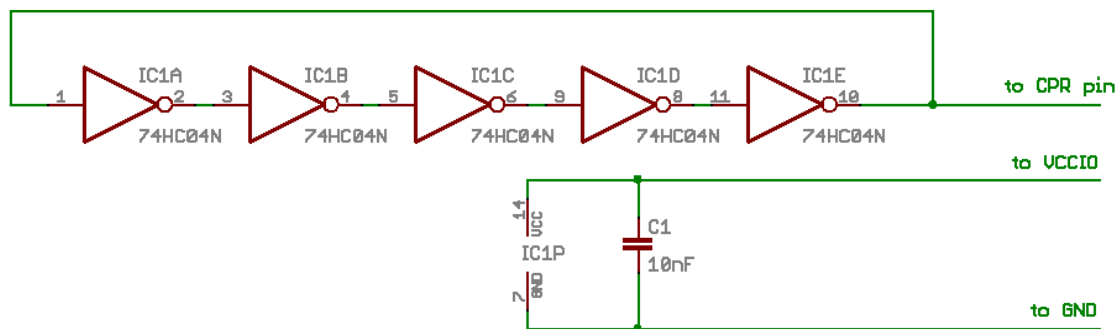 IC1A IC1B IC1C IC1D IC1E
to CPR pin
1 2 3 4 5 6 9 8 11 10
74HC04N 74HC04N 74HC04N 74HC04N 74HC04N
to VCCIO
14
VCC
C1
IC1P
10nF
7
GND
to GND